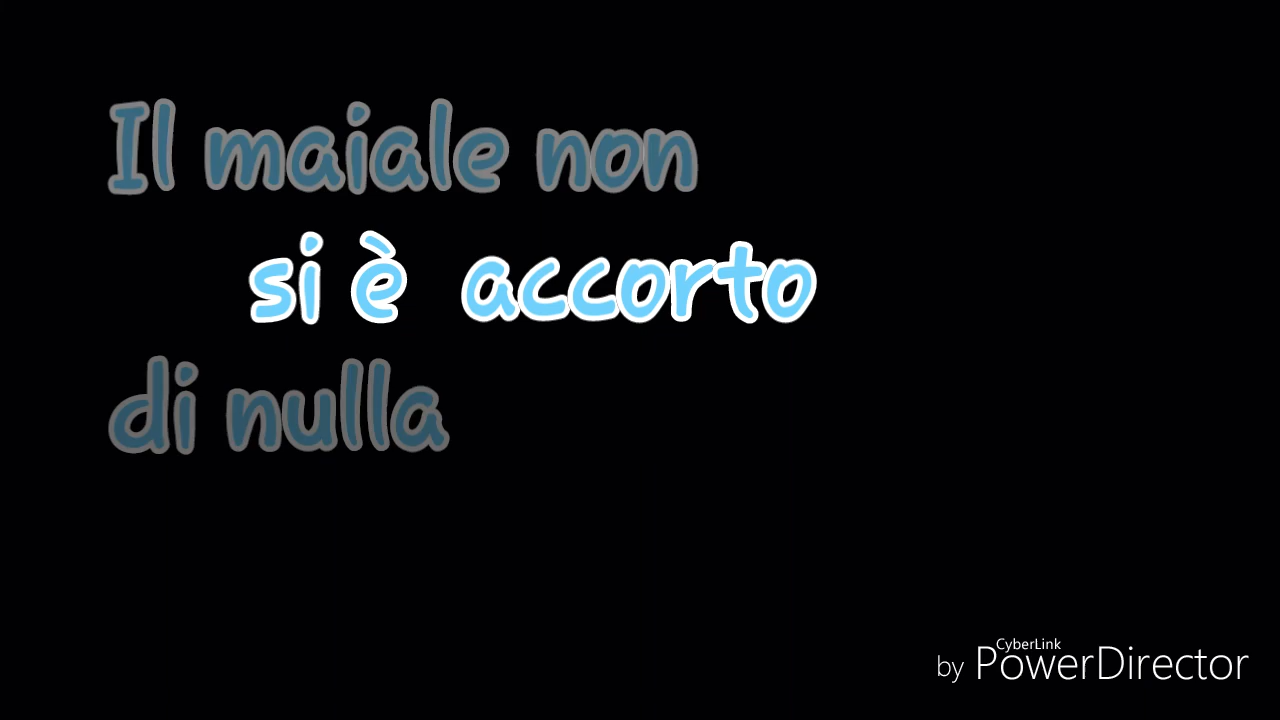 Il maiale non
si è accorto
di nulla
CyberLink
by PowerDirector